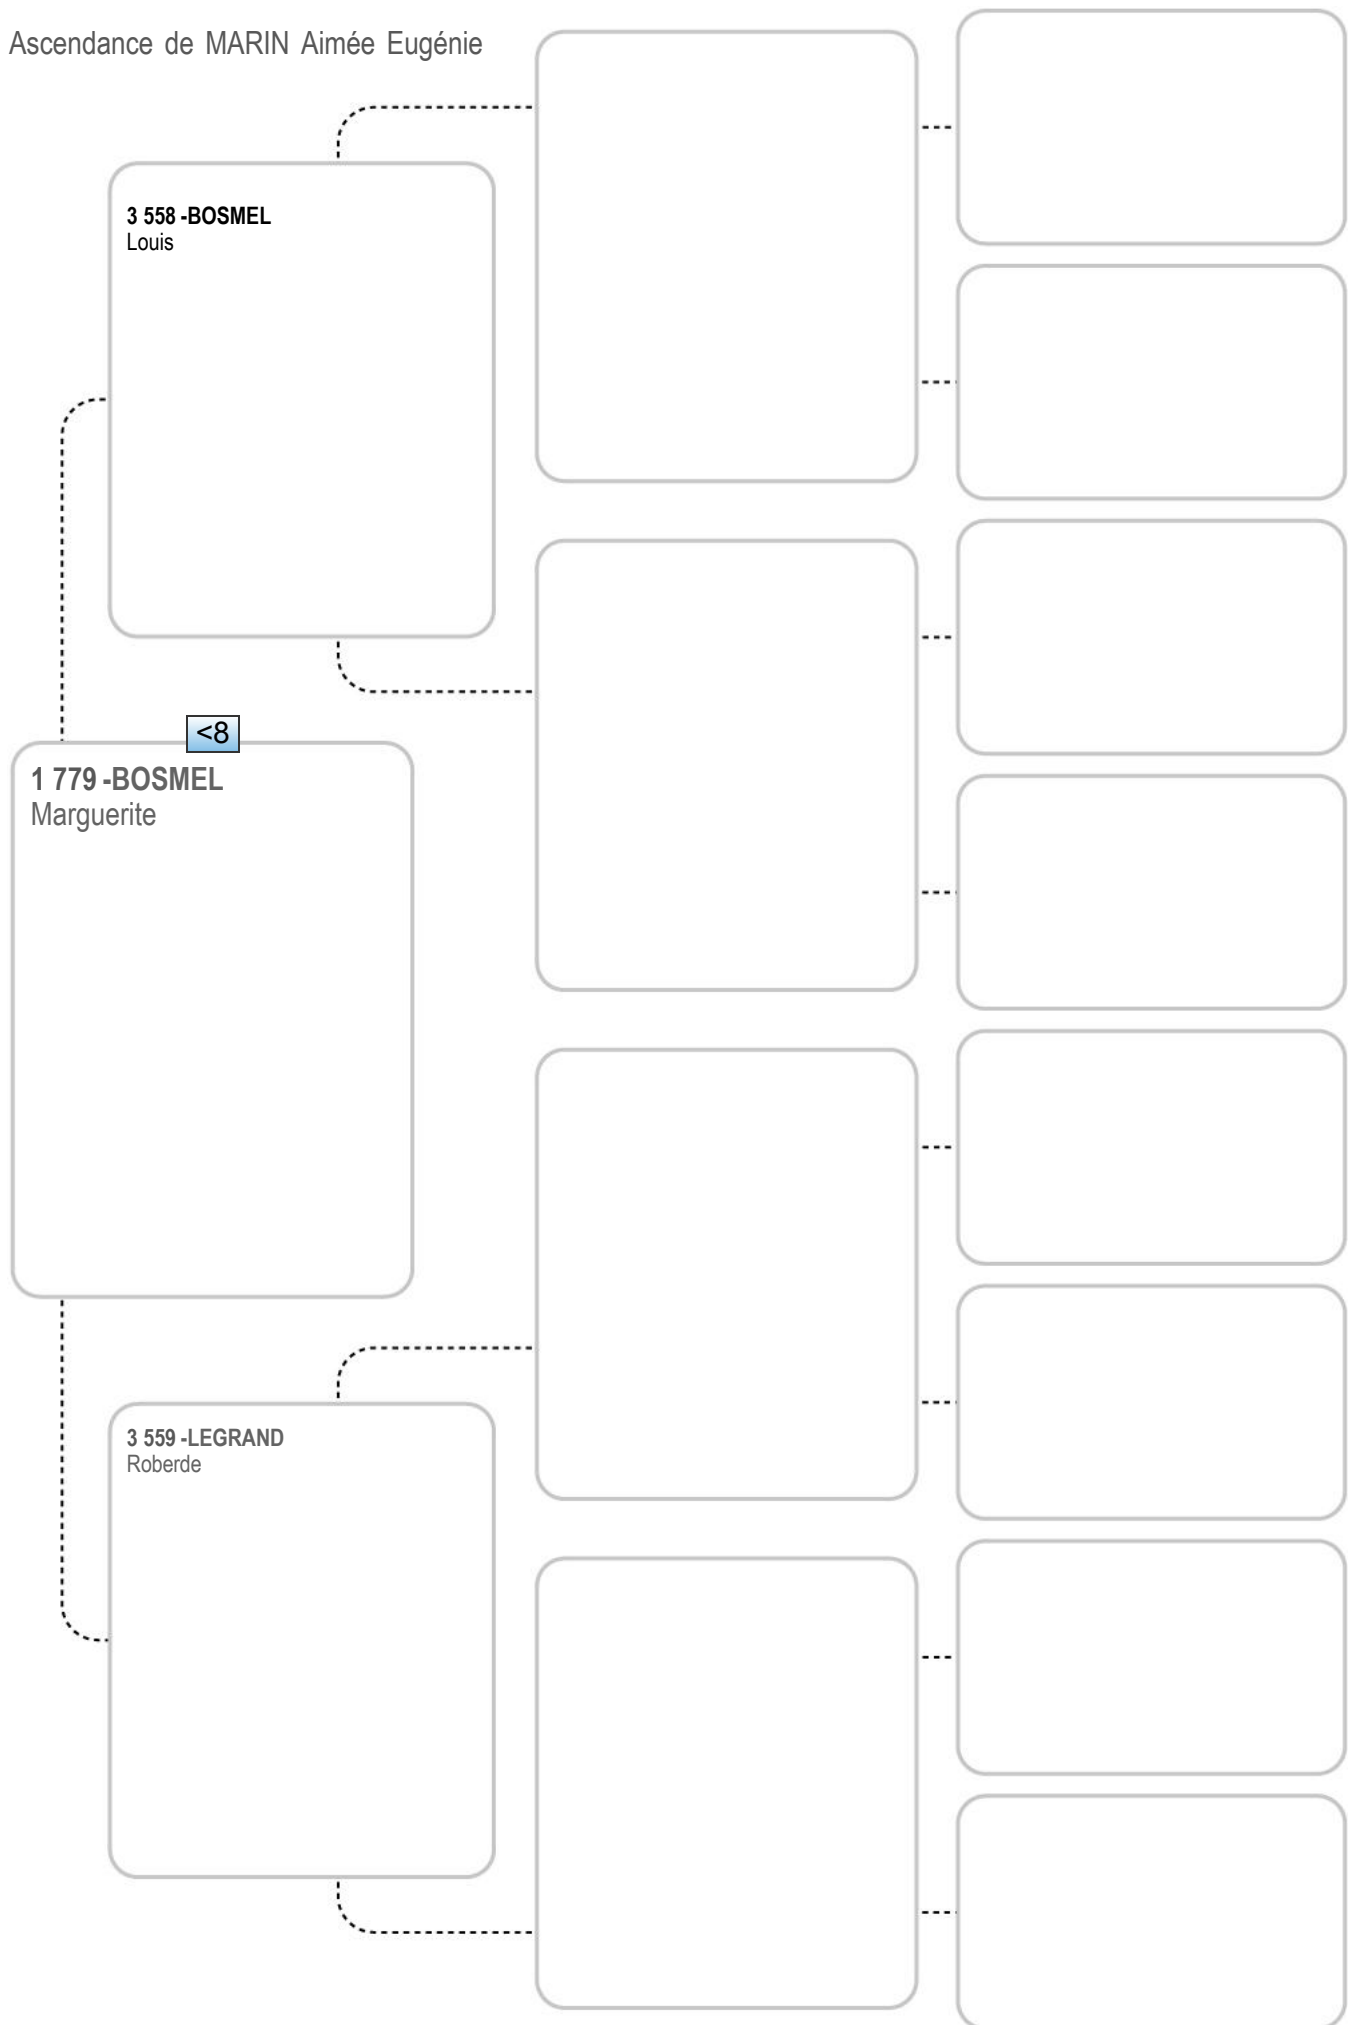 Ascendance de MARIN Aimée Eugénie
3 558 -BOSMEL
Louis
<8
1 779 -BOSMEL
Marguerite
3 559 -LEGRAND
Roberde